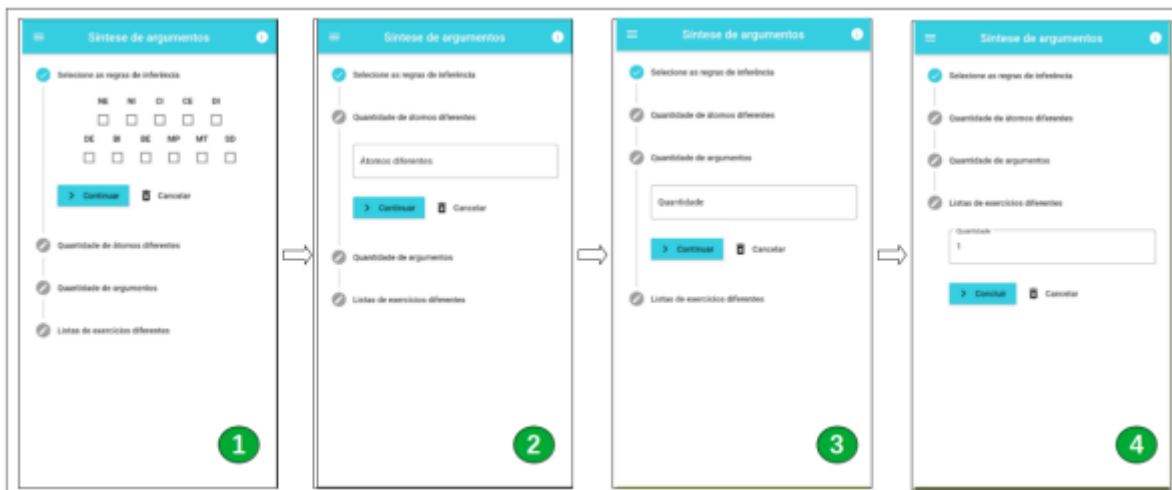 Síntese de argumentos
Selecione as regras de inferência
NE NI CI CE DI
DE BI BE MP MT SD
Continuar Cancelar
Quantidade de átomos diferentes
Quantidade de argumentos
Listas de exercícios diferentes
1
Síntese de argumentos
Selecione as regras de inferência
Quantidade de átomos diferentes
Átomos diferentes
Continuar Cancelar
Quantidade de argumentos
Listas de exercícios diferentes
2
Síntese de argumentos
Selecione as regras de inferência
Quantidade de átomos diferentes
Quantidade de argumentos
Quantidade
Continuar Cancelar
Listas de exercícios diferentes
3
Síntese de argumentos
Selecione as regras de inferência
Quantidade de átomos diferentes
Quantidade de argumentos
Listas de exercícios diferentes
Quantidade
1
Concluir Cancelar
4